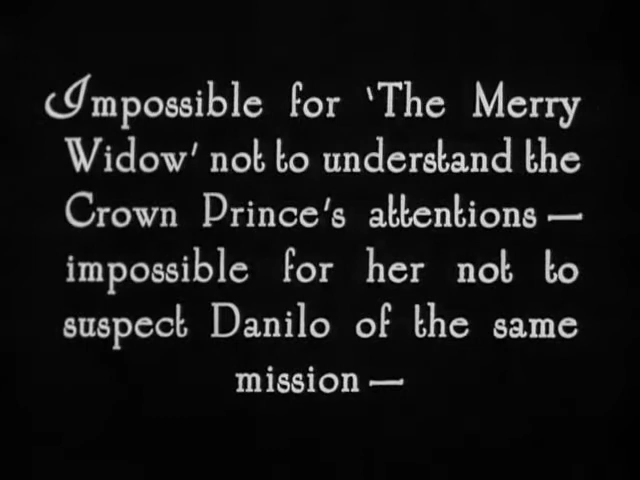 Impossible for 'The Merry
Widow' not to understand the
Crown Prince's attentions —
impossible for her not to
suspect Danilo of the same
mission —